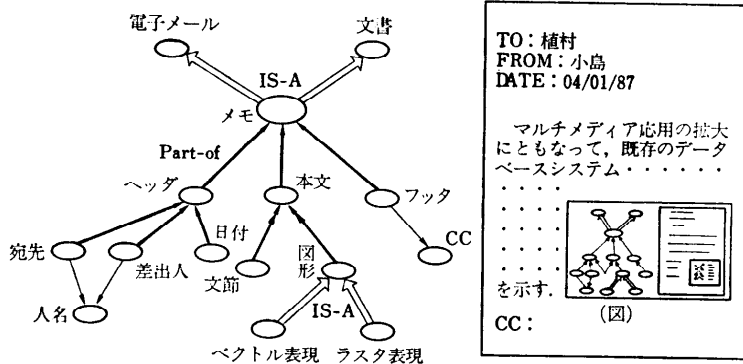 電子メール
文書
IS-A
メモ
Part-of
ヘッダ
本文
フッタ
宛先
差出人
日付
文節
図形
CC
人名
IS-A
ベクトル表現
ラスタ表現
TO：植村
FROM：小島
DATE：04/01/87
マルチメディア応用の拡大
にともなって，既存のデータ
ベースシステム・・・・・・
を示す．
(図)
CC：